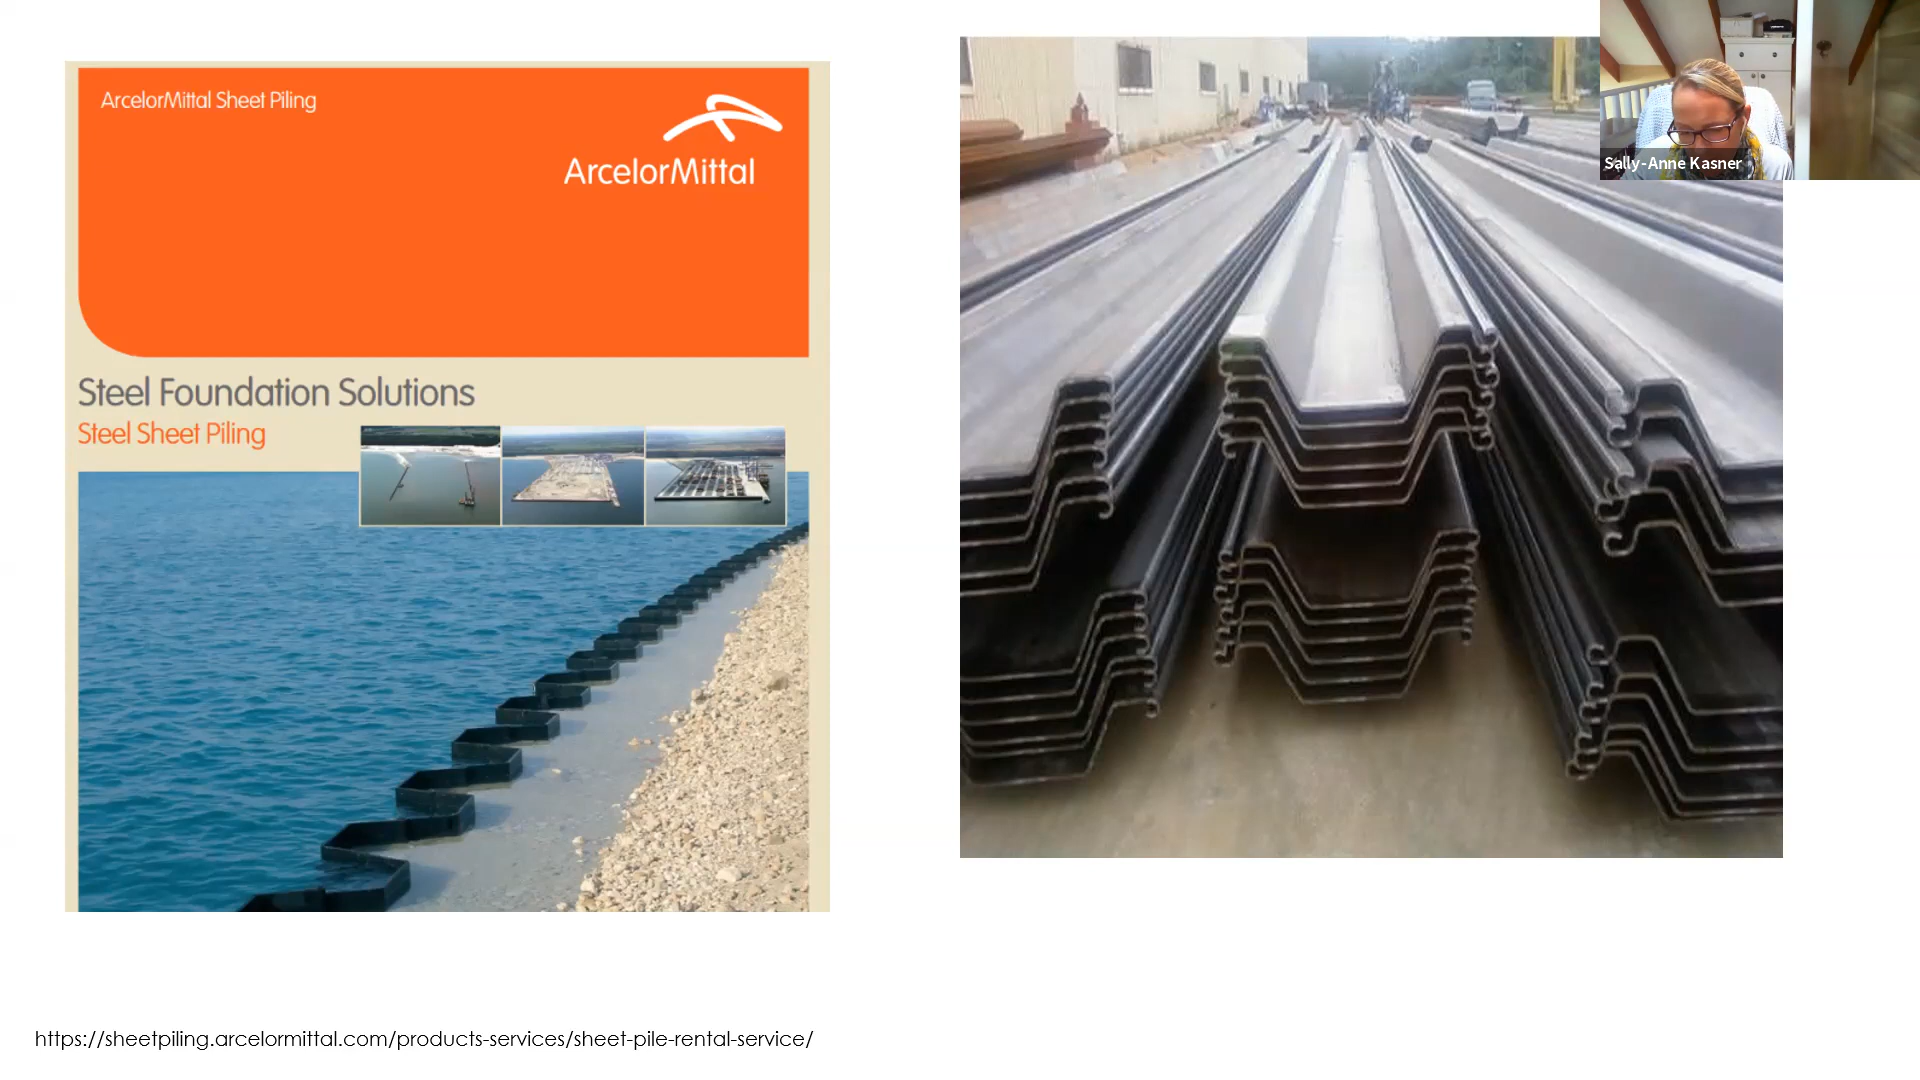 ArcelorMittal Sheet Piling
ArcelorMittal
Steel Foundation Solutions
Steel Sheet Piling
Sally-Anne Kasner
https://sheetpiling.arcelormittal.com/products-services/sheet-pile-rental-service/